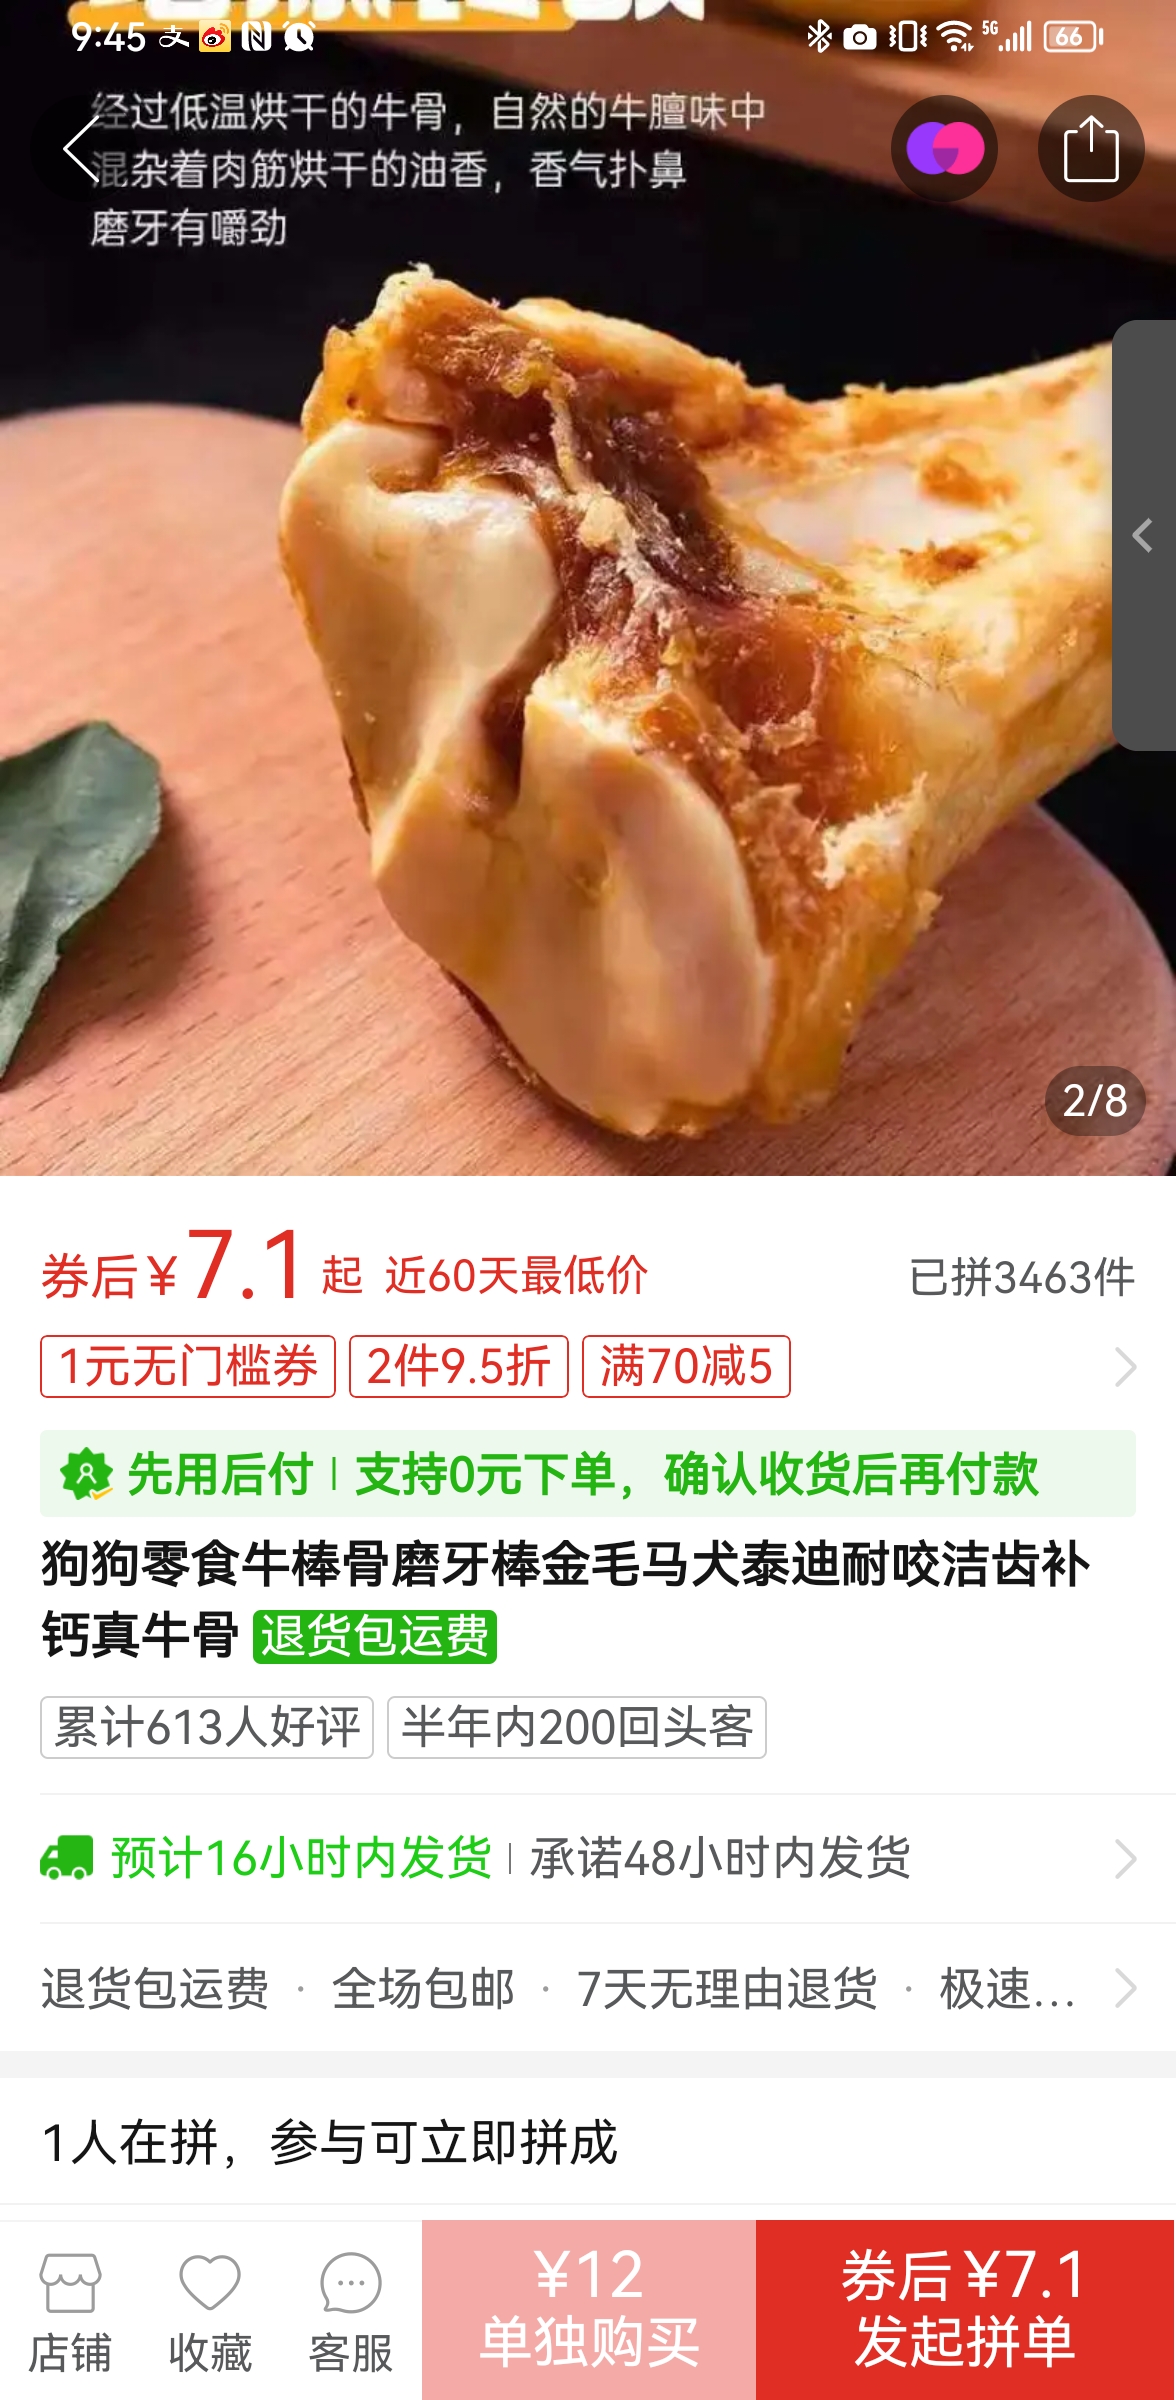 9:45
5G
66
经过低温烘干的牛骨，自然的牛膻味中
混杂着肉筋烘干的油香，香气扑鼻
磨牙有嚼劲
2/8
券后¥7.1起 近60天最低价
已拼3463件
1元无门槛券 2件9.5折 满70减5
先用后付 | 支持0元下单，确认收货后再付款
狗狗零食牛棒骨磨牙棒金毛马犬泰迪耐咬洁齿补
钙真牛骨 退货包运费
累计613人好评 半年内200回头客
预计16小时内发货 | 承诺48小时内发货
退货包运费 · 全场包邮 · 7天无理由退货 · 极速...
1人在拼，参与可立即拼成
店铺 收藏 客服
¥12
单独购买
券后¥7.1
发起拼单